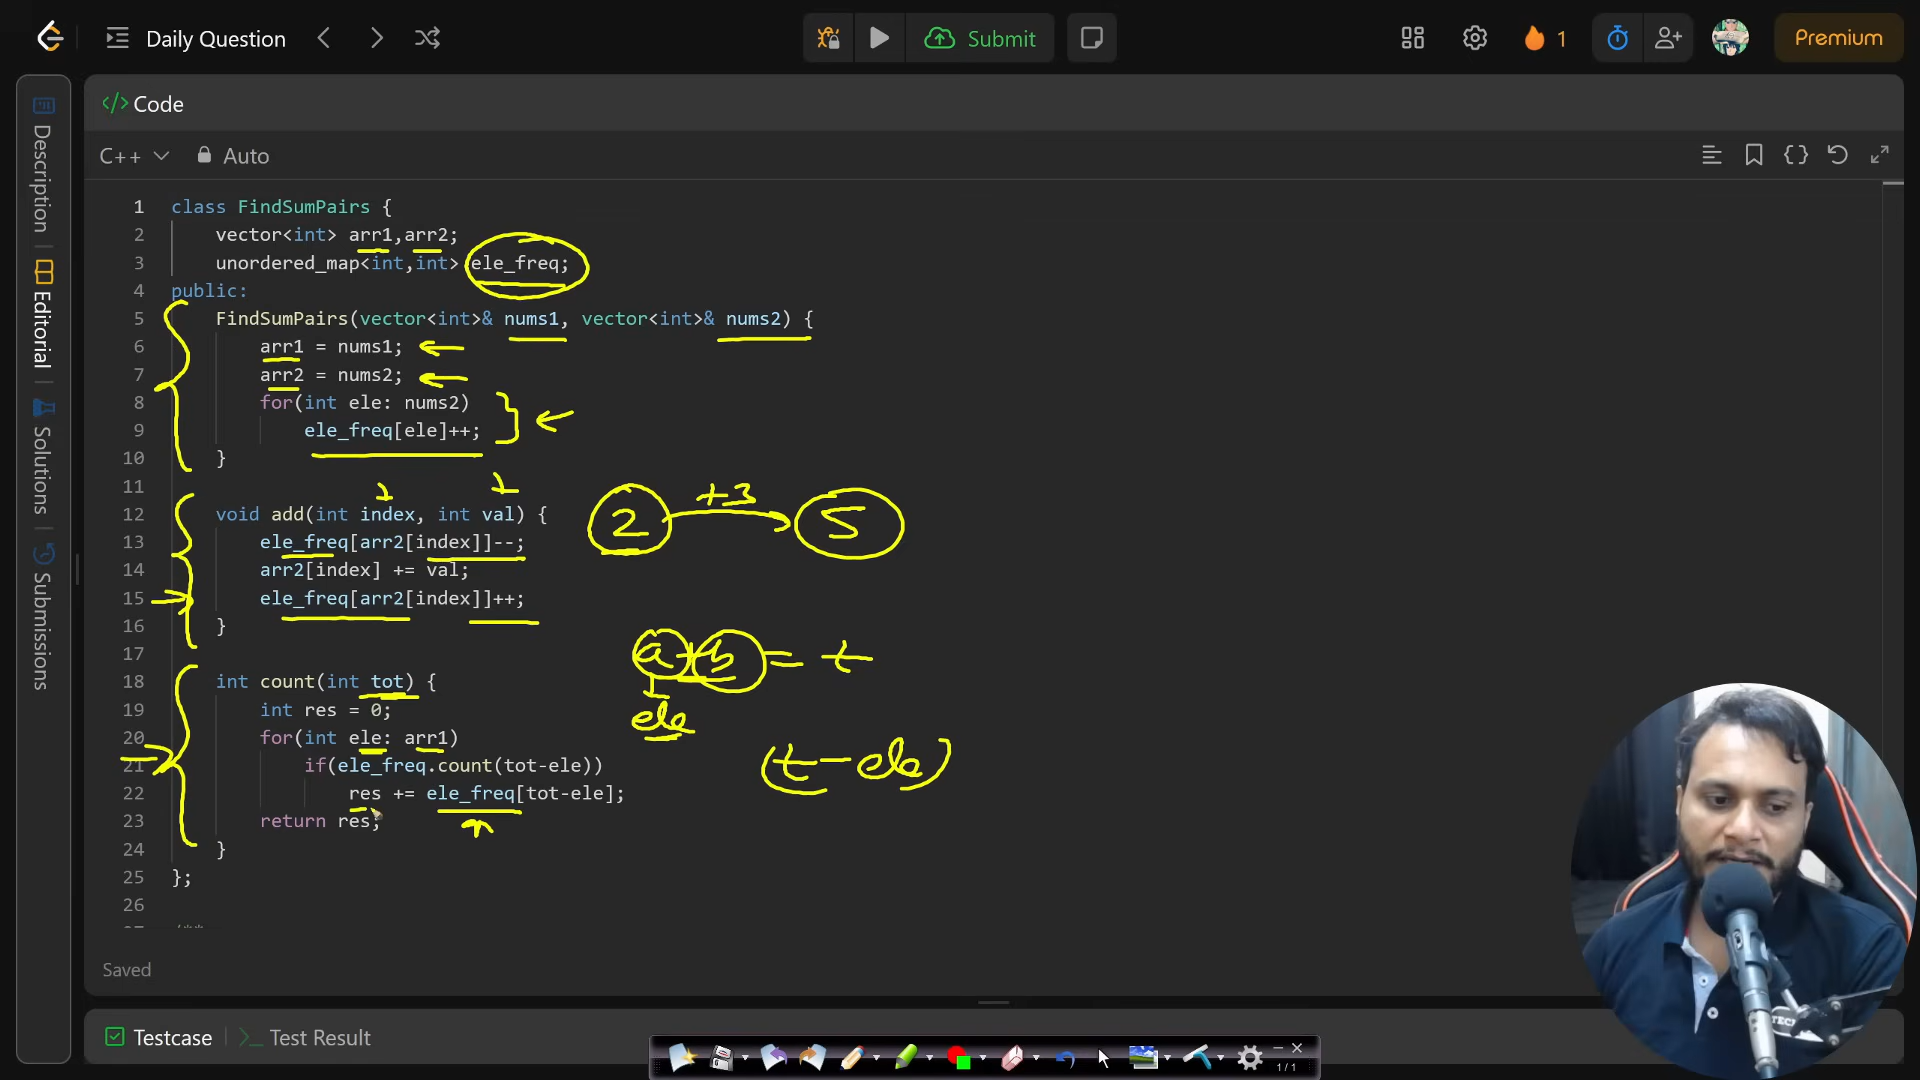 Daily Question
Submit
1
Premium
Description
Editorial
Solutions
Submissions
</> Code
C++
Auto
1 class FindSumPairs {
2 vector<int> arr1,arr2;
3 unordered_map<int,int> ele_freq;
4 public:
5 FindSumPairs(vector<int>& nums1, vector<int>& nums2) {
6 arr1 = nums1;
7 arr2 = nums2;
8 for(int ele: nums2)
9 ele_freq[ele]++;
10 }
11
12 void add(int index, int val) {
13 ele_freq[arr2[index]]--;
14 arr2[index] += val;
15 ele_freq[arr2[index]]++;
16 }
17
18 int count(int tot) {
19 int res = 0;
20 for(int ele: arr1)
21 if(ele_freq.count(tot-ele))
22 res += ele_freq[tot-ele];
23 return res;
24 }
25 };
26
2 +3 5
a+b = t
ele
(t-ele)
Saved
Testcase
Test Result
1/1